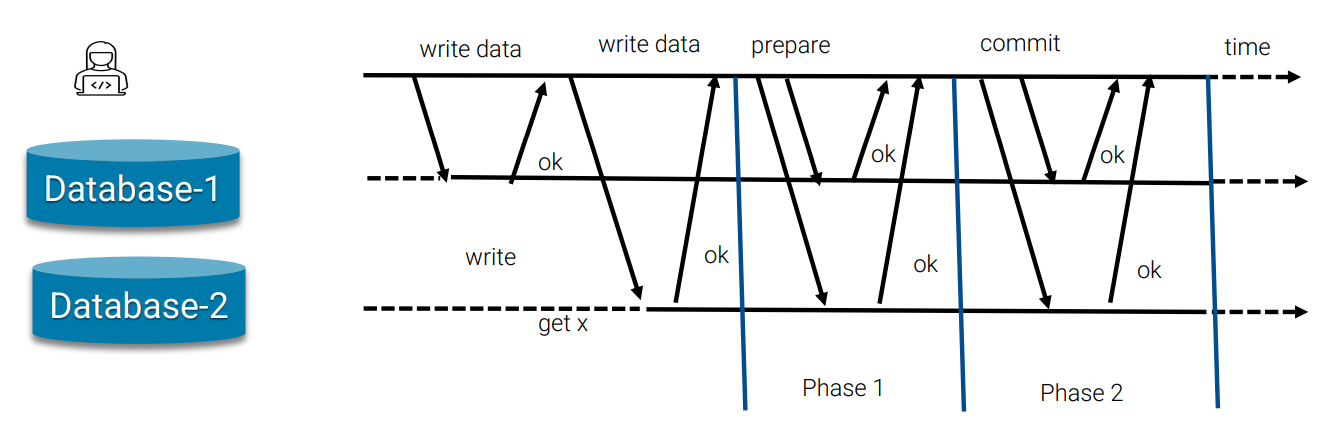 write data
write data
prepare
commit
time
</>
Database-1
ok
ok
ok
write
ok
ok
ok
Database-2
get x
Phase 1
Phase 2